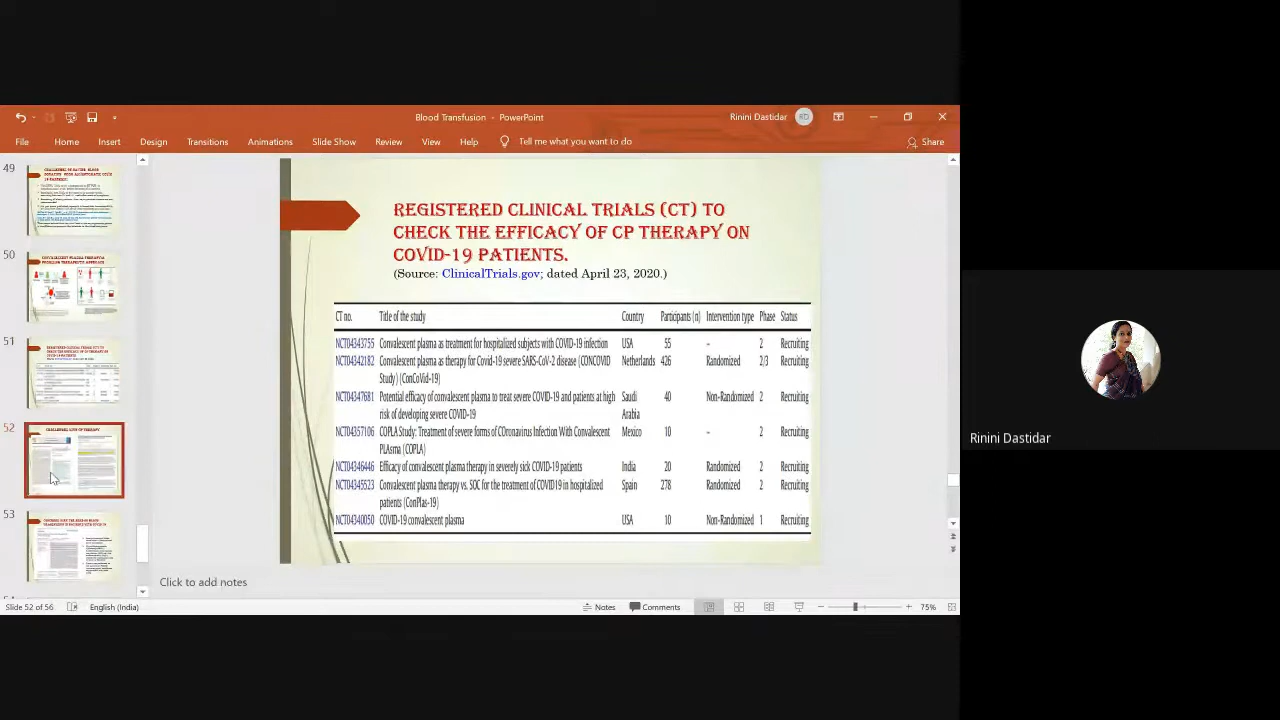 Blood Transfusion - PowerPoint
Rinini Dastidar
RD
File Home Insert Design Transitions Animations Slide Show Review View Help Tell me what you want to do Share
49
50
51
52
53
REGISTERED CLINICAL TRIALS (CT) TO
CHECK THE EFFICACY OF CP THERAPY ON
COVID-19 PATIENTS.
(Source: ClinicalTrials.gov; dated April 23, 2020.)
CT no. Title of the study Country Participants (n) Intervention type Phase Status
NCT04343755 Convalescent plasma as treatment for hospitalized subjects with COVID-19 infection USA 55 – 2 Recruiting
NCT04342182 Convalescent plasma as therapy for Covid-19 severe SARS-CoV-2 disease (CONCOVID Netherlands 426 Randomized 2/3 Recruiting
Study) (ConCoVid-19)
NCT04347681 Potential efficacy of convalescent plasma to treat severe COVID-19 and patients at high Saudi 40 Non-Randomized 2 Recruiting
risk of developing severe COVID-19 Arabia
NCT04357106 COPLA Study: Treatment of severe forms of COronavirus Infection With Convalescent Mexico 10 – 2 Recruiting
PLAsma (COPLA)
NCT04346446 Efficacy of convalescent plasma therapy in severely sick COVID-19 patients India 20 Randomized 2 Recruiting
NCT04345523 Convalescent plasma therapy vs. SOC for the treatment of COVID19 in hospitalized Spain 278 Randomized 2 Recruiting
patients (ConPlas-19)
NCT04340050 COVID-19 convalescent plasma USA 10 Non-Randomized Recruiting
Click to add notes
Slide 52 of 56 English (India) Notes Comments 75%
Rinini Dastidar